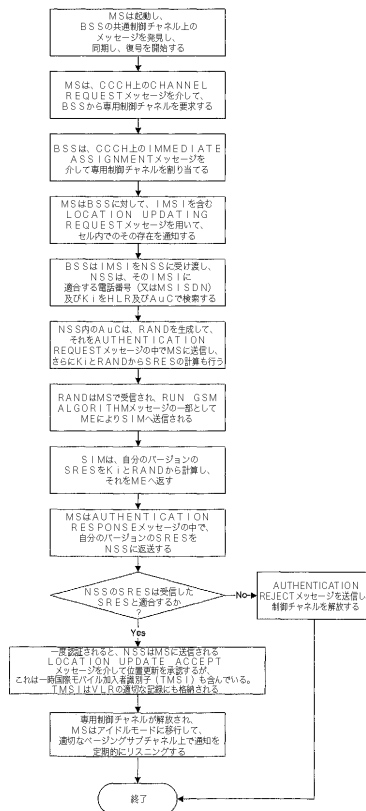 MSは起動し、
BSSの共通制御チャネル上の
メッセージを発見し、
同期し、復号を開始する
MSは、CCCH上のCHANNEL
REQUESTメッセージを介して、
BSSから専用制御チャネルを要求する
BSSは、CCCH上のIMMEDIATE
ASSIGNMENTメッセージを
介して専用制御チャネルを割り当てる
MSはBSSに対して、IMSIを含む
LOCATION UPDATING
REQUESTメッセージを用いて、
セル内でのその存在を通知する
BSSはIMSIをNSSに受け渡し、
NSSは、そのIMSIに
適合する電話番号（又はMSISDN）
及びKiをHLR及びAuCで検索する
NSS内のAuCは、RANDを生成して、
それをAUTHENTICATION
REQUESTメッセージの中でMSに送信し、
さらにKiとRANDからSRESの計算も行う
RANDはMSで受信され、RUN GSM
ALGORITHMメッセージの一部として
MEによりSIMへ送信される
SIMは、自分のバージョンの
SRESをKiとRANDから計算し、
それをMEへ返す
MSはAUTHENTICATION
RESPONSEメッセージの中で、
自分のバージョンのSRESを
NSSに返送する
NSSのSRESは受信した
SRESと適合するか
？
No
AUTHENTICATION
REJECTメッセージを送信し
制御チャネルを解放する
Yes
一度認証されると、NSSはMSに送信される
LOCATION UPDATE ACCEPT
メッセージを介して位置更新を承認するが、
これは一時国際モバイル加入者識別子（TMSI）も含んでいる。
TMSIはVLRの適切な記録にも格納される
専用制御チャネルが解放され、
MSはアイドルモードに移行して、
適切なページングサブチャネル上で通知を
定期的にリスニングする
終了